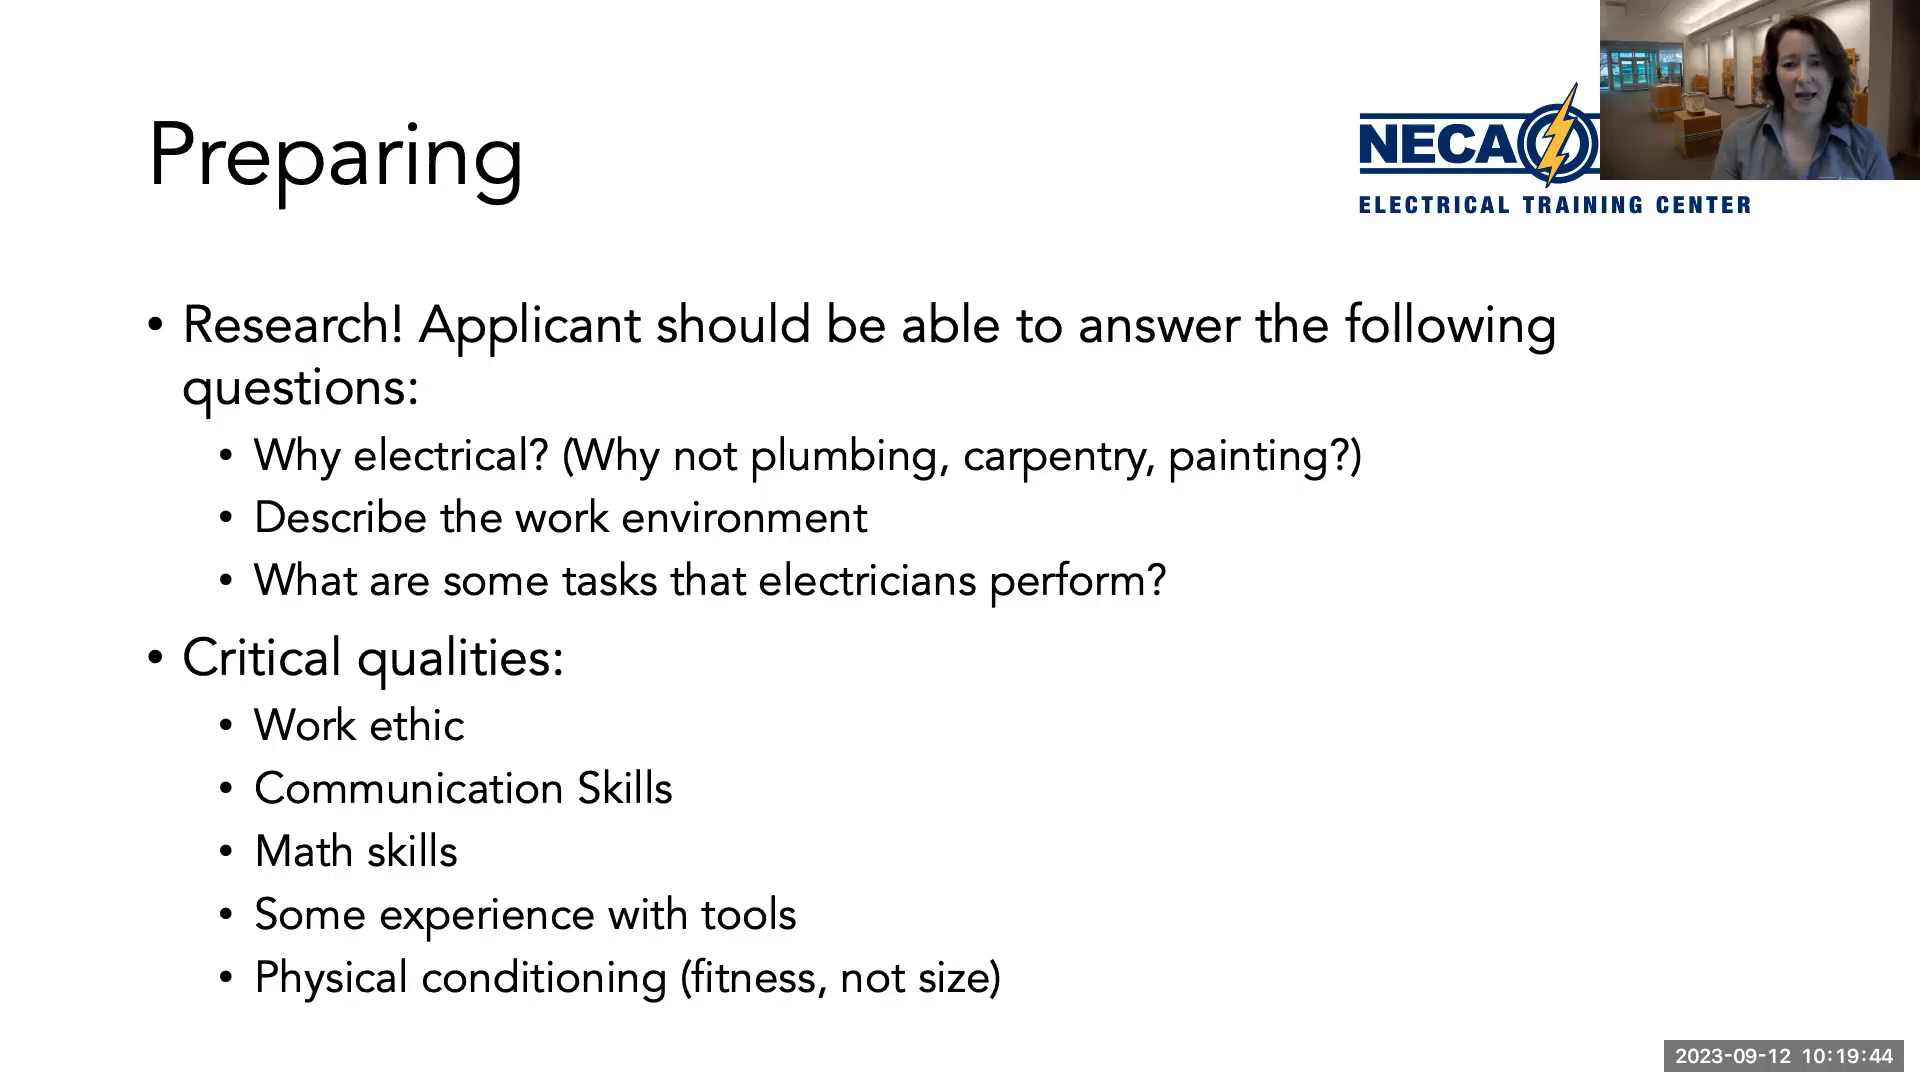 Preparing
NECA
ELECTRICAL TRAINING CENTER
• Research! Applicant should be able to answer the following
questions:
• Why electrical? (Why not plumbing, carpentry, painting?)
• Describe the work environment
• What are some tasks that electricians perform?
• Critical qualities:
• Work ethic
• Communication Skills
• Math skills
• Some experience with tools
• Physical conditioning (fitness, not size)
2023-09-12 10:19:44